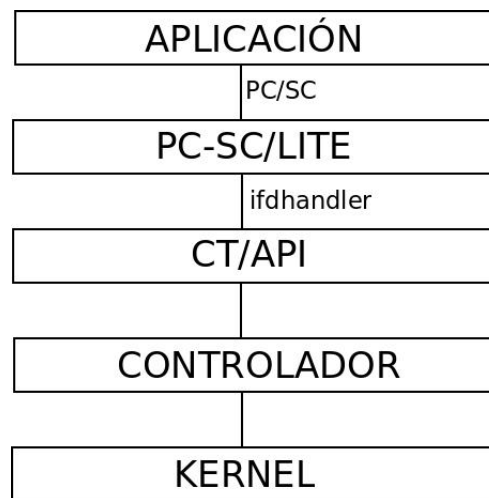 APLICACIÓN
PC/SC
PC-SC/LITE
ifdhandler
CT/API
CONTROLADOR
KERNEL